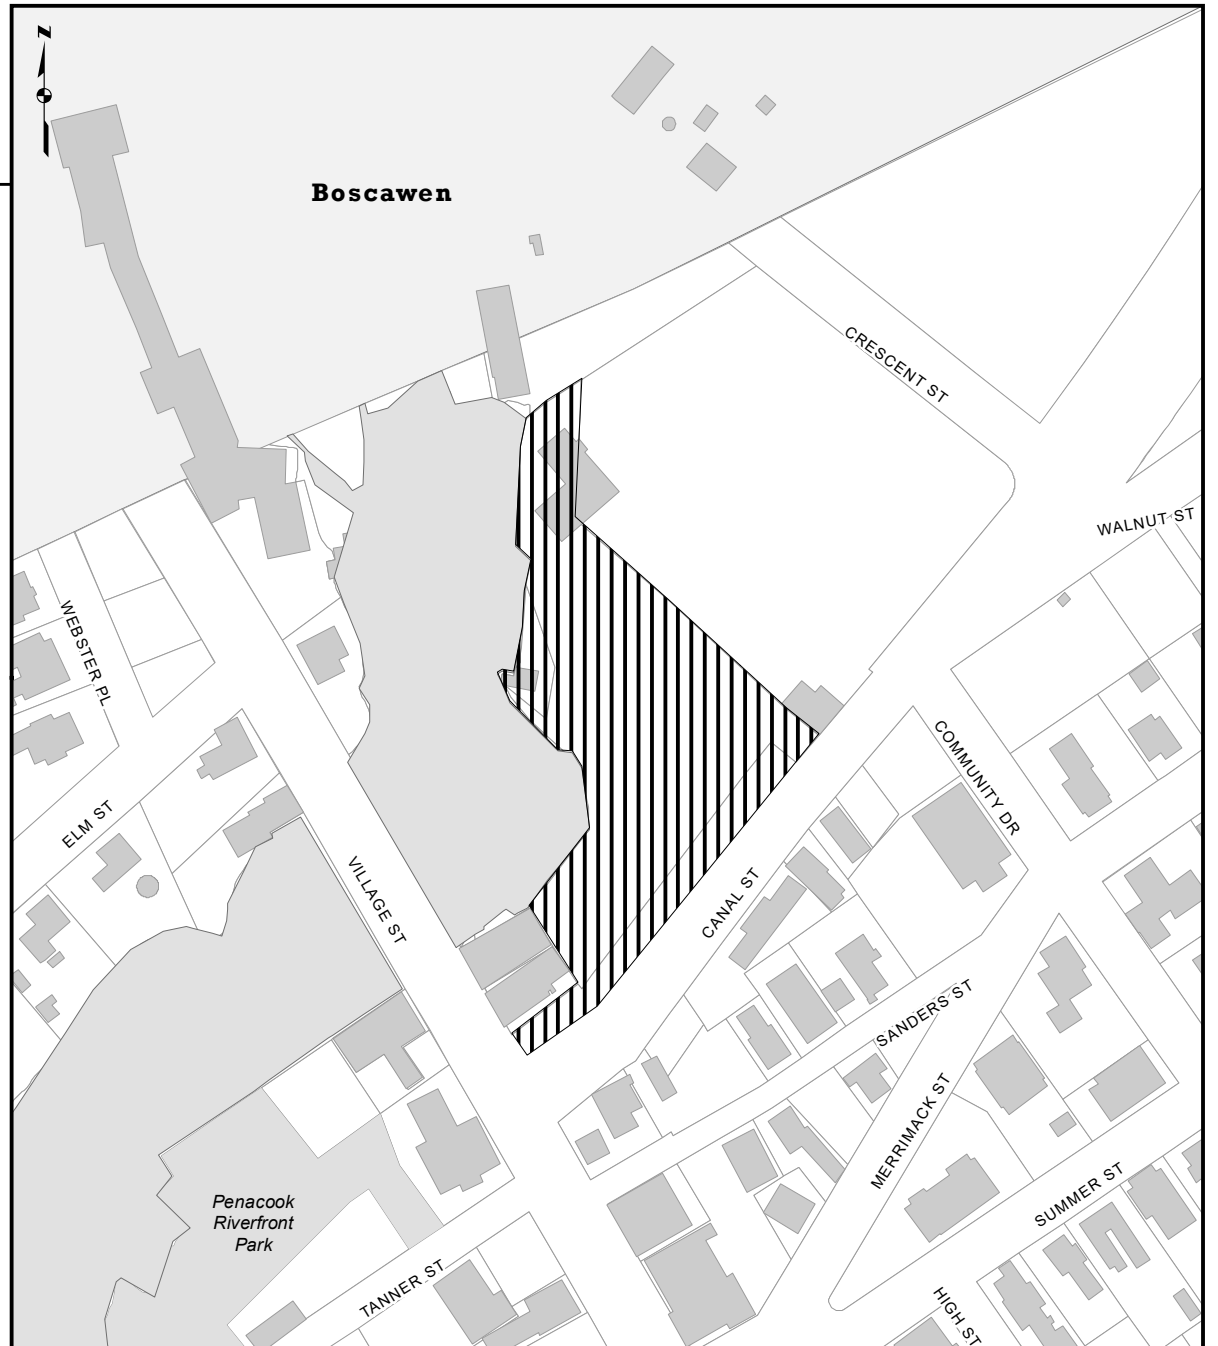 N
Boscawen
CRESCENT ST
WALNUT ST
WEBSTER PL
COMMUNITY DR
ELM ST
VILLAGE ST
CANAL ST
SANDERS ST
MERRIMACK ST
SUMMER ST
Penacook
Riverfront
Park
TANNER ST
HIGH ST